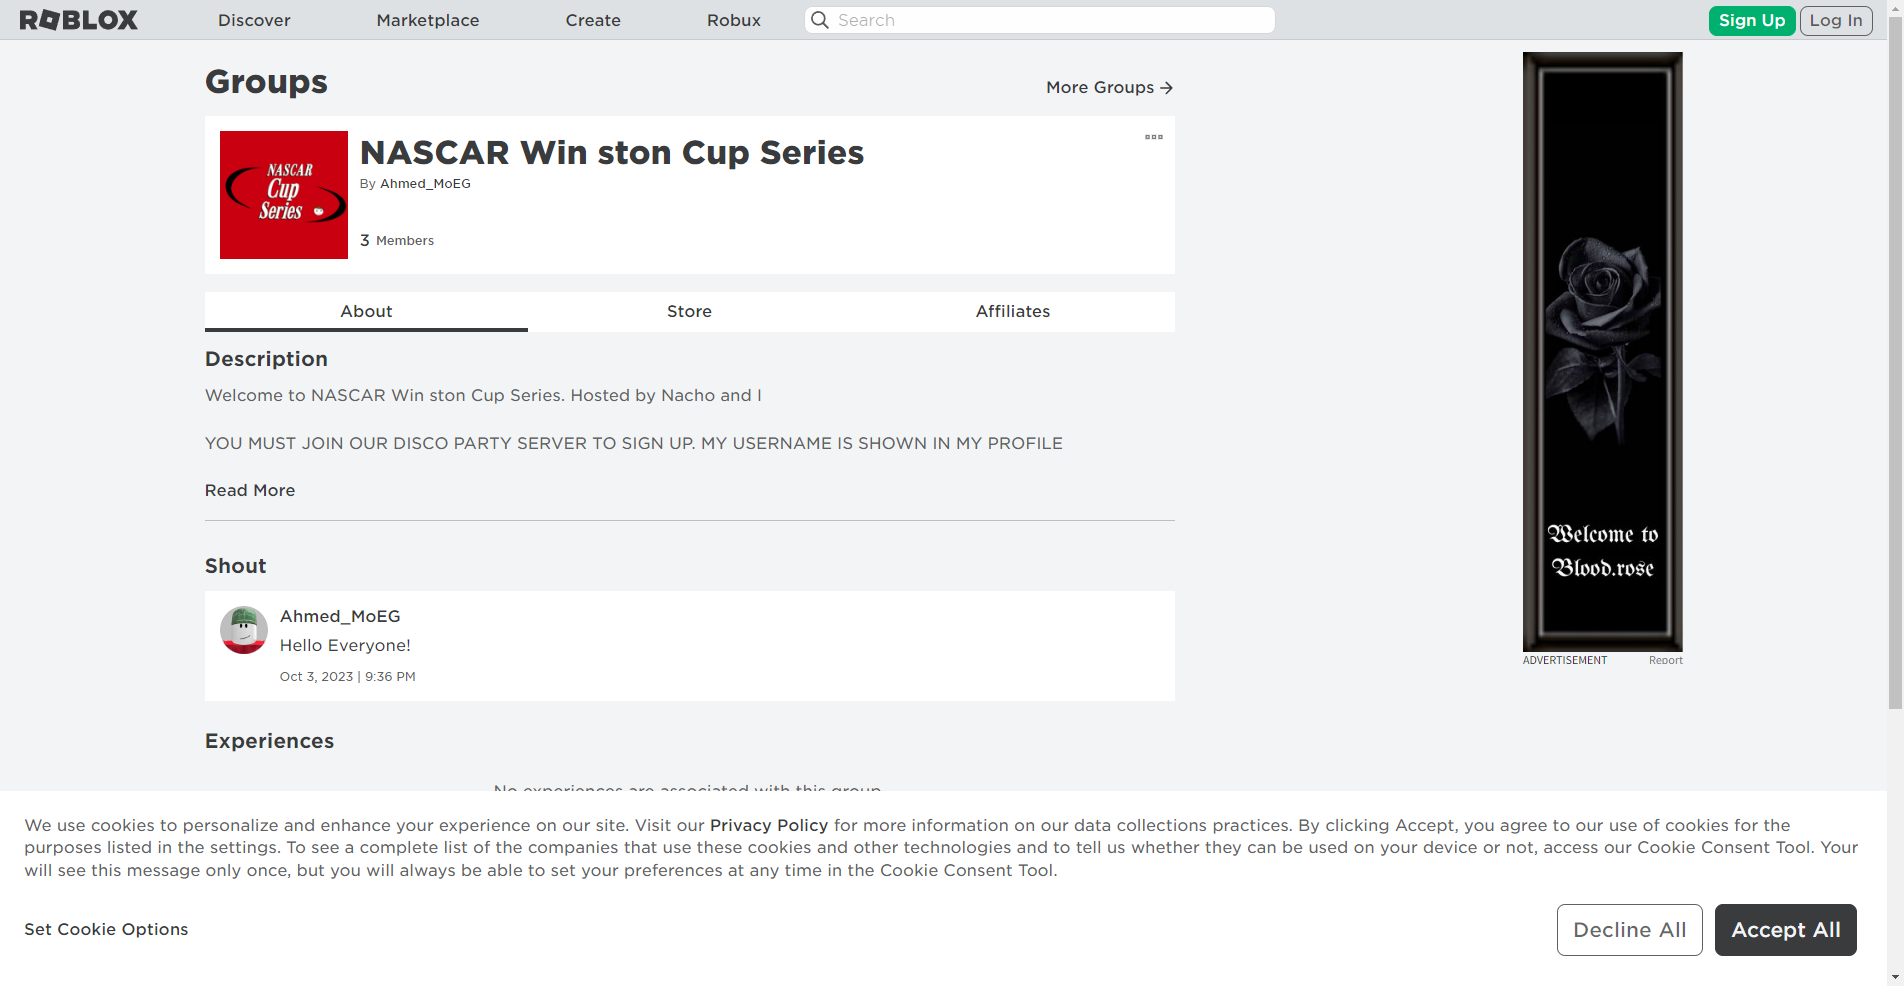 ROBLOX
Discover
Marketplace
Create
Robux
Search
Sign Up
Log In
Groups
More Groups →
NASCAR
Cup
Series
NASCAR Win ston Cup Series
By Ahmed_MoEG
3 Members
About
Store
Affiliates
Description
Welcome to NASCAR Win ston Cup Series. Hosted by Nacho and I
YOU MUST JOIN OUR DISCO PARTY SERVER TO SIGN UP. MY USERNAME IS SHOWN IN MY PROFILE
Read More
Shout
Ahmed_MoEG
Hello Everyone!
Oct 3, 2023 | 9:36 PM
Experiences
No experiences are associated with this group
Welcome to
Blood.rose
ADVERTISEMENT
Report
We use cookies to personalize and enhance your experience on our site. Visit our Privacy Policy for more information on our data collections practices. By clicking Accept, you agree to our use of cookies for the
purposes listed in the settings. To see a complete list of the companies that use these cookies and other technologies and to tell us whether they can be used on your device or not, access our Cookie Consent Tool. Your
will see this message only once, but you will always be able to set your preferences at any time in the Cookie Consent Tool.
Set Cookie Options
Decline All
Accept All